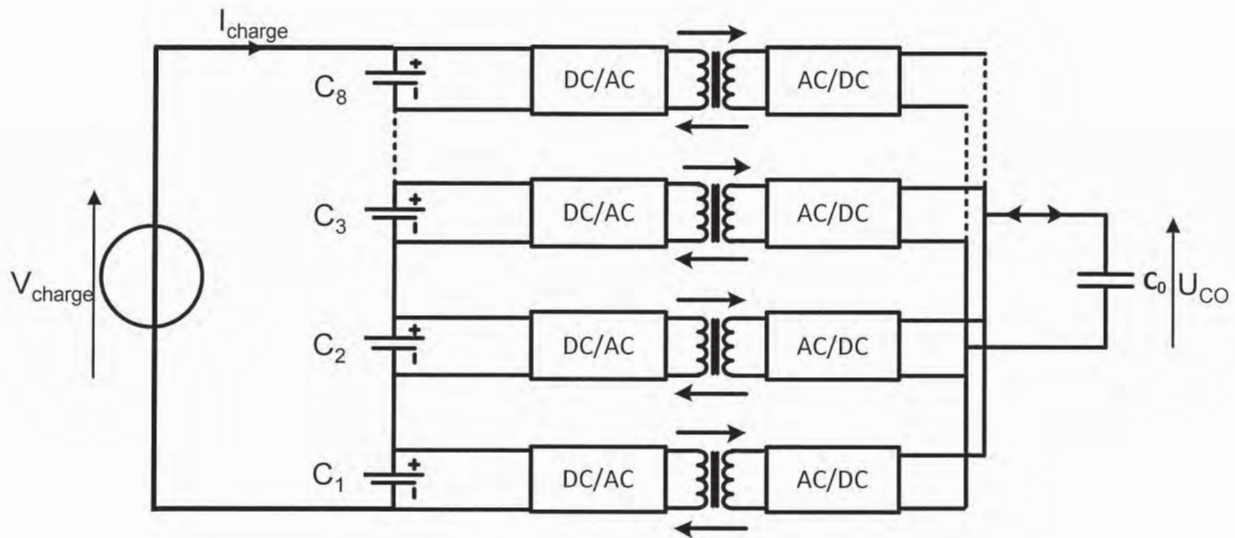 I_charge
C_8
DC/AC
AC/DC
C_3
DC/AC
AC/DC
V_charge
C_0
U_CO
C_2
DC/AC
AC/DC
C_1
DC/AC
AC/DC